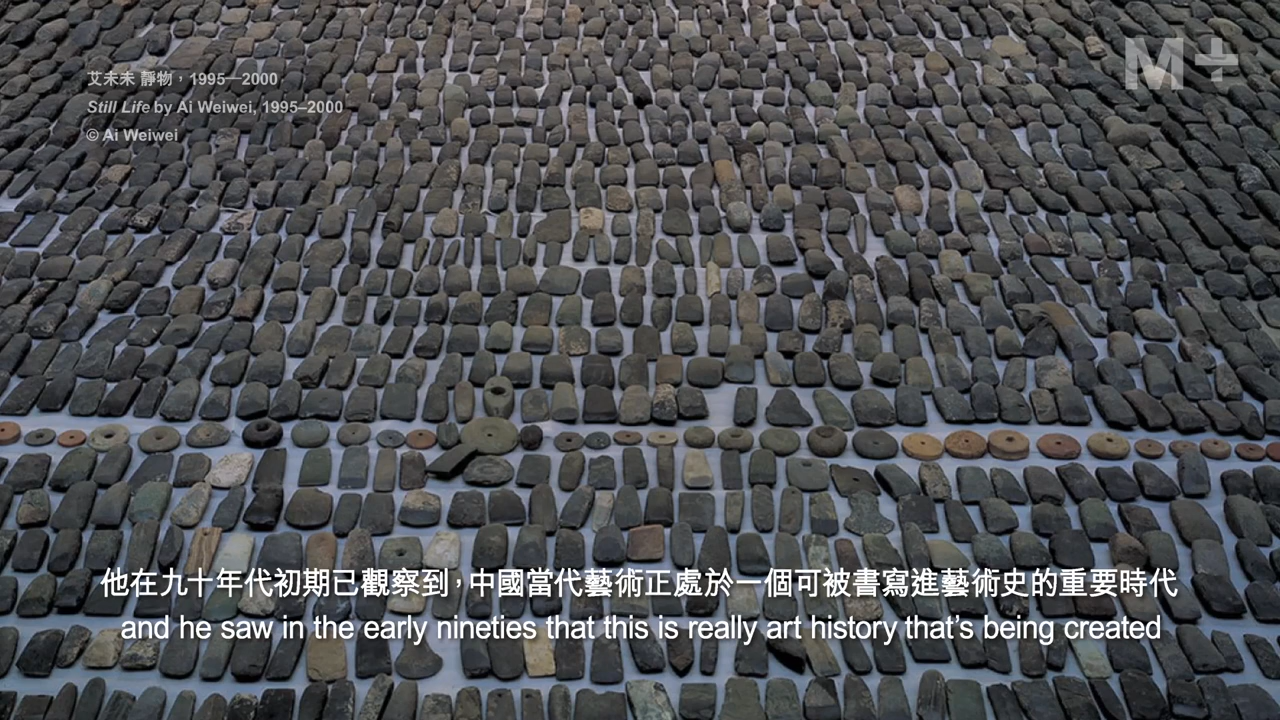 艾未未 靜物，1995—2000
Still Life by Ai Weiwei, 1995–2000
© Ai Weiwei
M+
他在九十年代初期已觀察到，中國當代藝術正處於一個可被書寫進藝術史的重要時代
and he saw in the early nineties that this is really art history that's being created